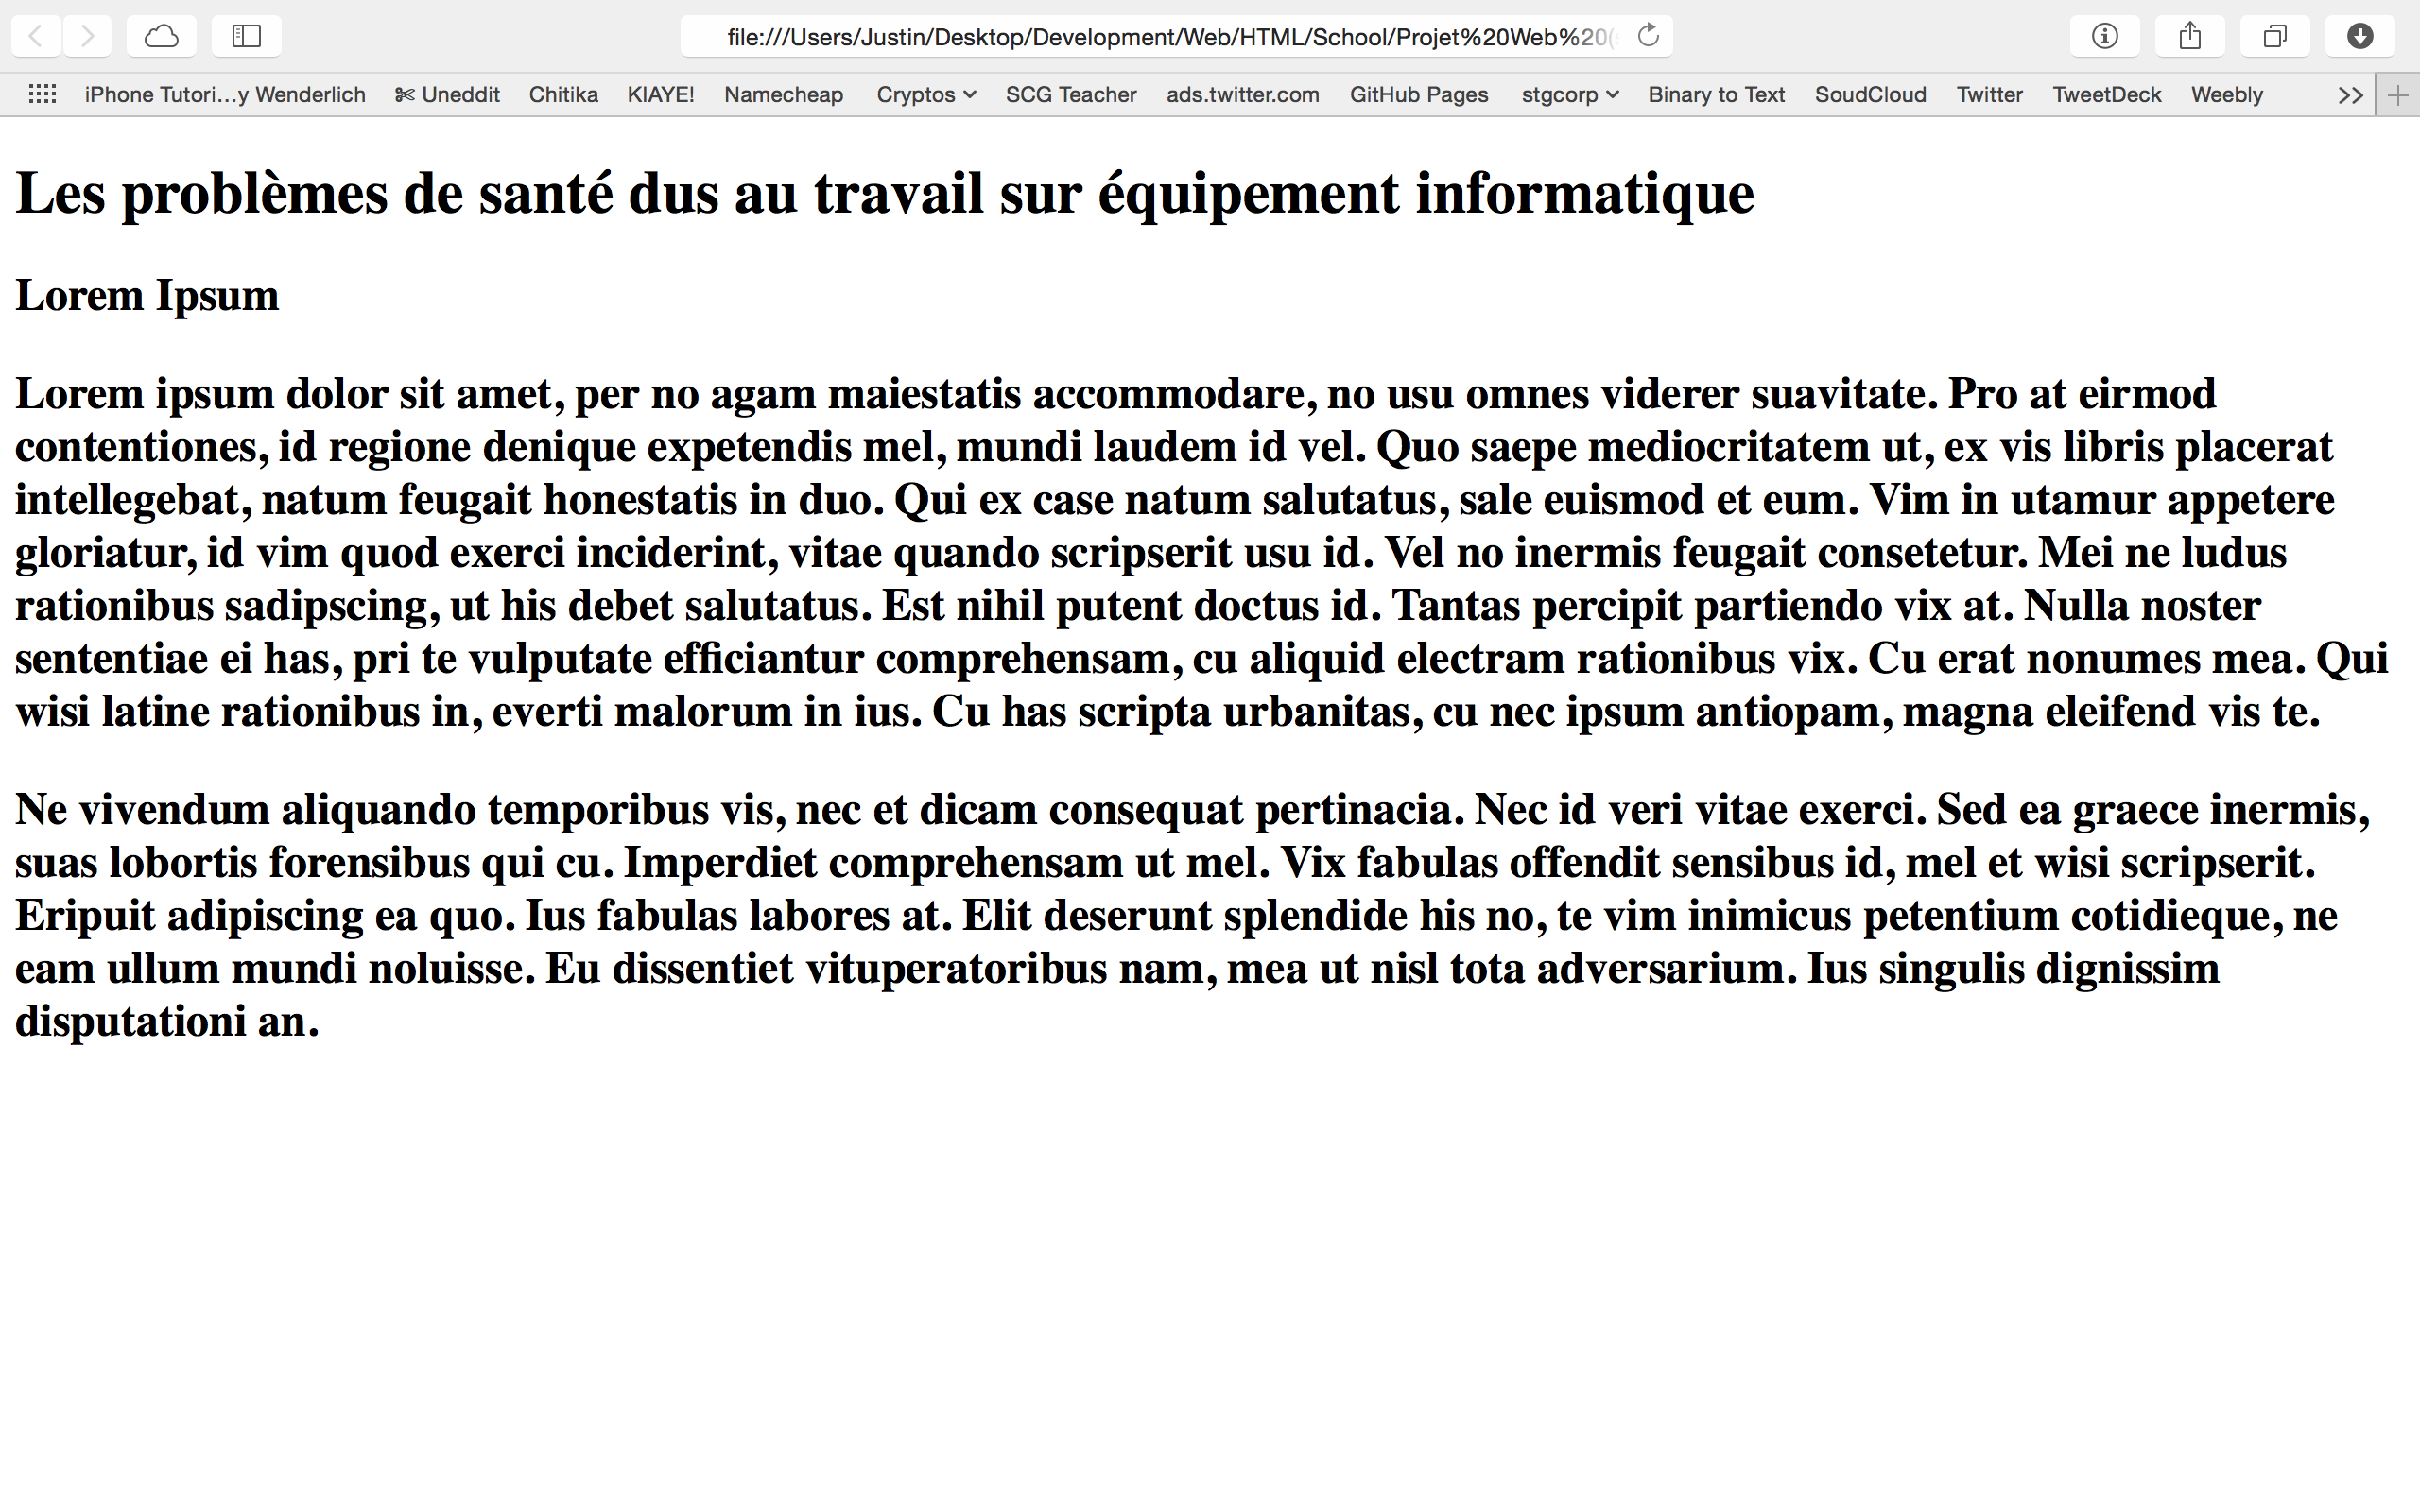 file:///Users/Justin/Desktop/Development/Web/HTML/School/Projet%20Web%20(
iPhone Tutori...y Wenderlich Uneddit Chitika KIAYE! Namecheap Cryptos SCG Teacher ads.twitter.com GitHub Pages stgcorp Binary to Text SoudCloud Twitter TweetDeck Weebly
Les problèmes de santé dus au travail sur équipement informatique
Lorem Ipsum
Lorem ipsum dolor sit amet, per no agam maiestatis accommodare, no usu omnes viderer suavitate. Pro at eirmod
contentiones, id regione denique expetendis mel, mundi laudem id vel. Quo saepe mediocritatem ut, ex vis libris placerat
intellegebat, natum feugait honestatis in duo. Qui ex case natum salutatus, sale euismod et eum. Vim in utamur appetere
gloriatur, id vim quod exerci inciderint, vitae quando scripserit usu id. Vel no inermis feugait consetetur. Mei ne ludus
rationibus sadipscing, ut his debet salutatus. Est nihil putent doctus id. Tantas percipit partiendo vix at. Nulla noster
sententiae ei has, pri te vulputate efficiantur comprehensam, cu aliquid electram rationibus vix. Cu erat nonumes mea. Qui
wisi latine rationibus in, everti malorum in ius. Cu has scripta urbanitas, cu nec ipsum antiopam, magna eleifend vis te.
Ne vivendum aliquando temporibus vis, nec et dicam consequat pertinacia. Nec id veri vitae exerci. Sed ea graece inermis,
suas lobortis forensibus qui cu. Imperdiet comprehensam ut mel. Vix fabulas offendit sensibus id, mel et wisi scripserit.
Eripuit adipiscing ea quo. Ius fabulas labores at. Elit deserunt splendide his no, te vim inimicus petentium cotidieque, ne
eam ullum mundi noluisse. Eu dissentiet vituperatoribus nam, mea ut nisl tota adversarium. Ius singulis dignissim
disputationi an.